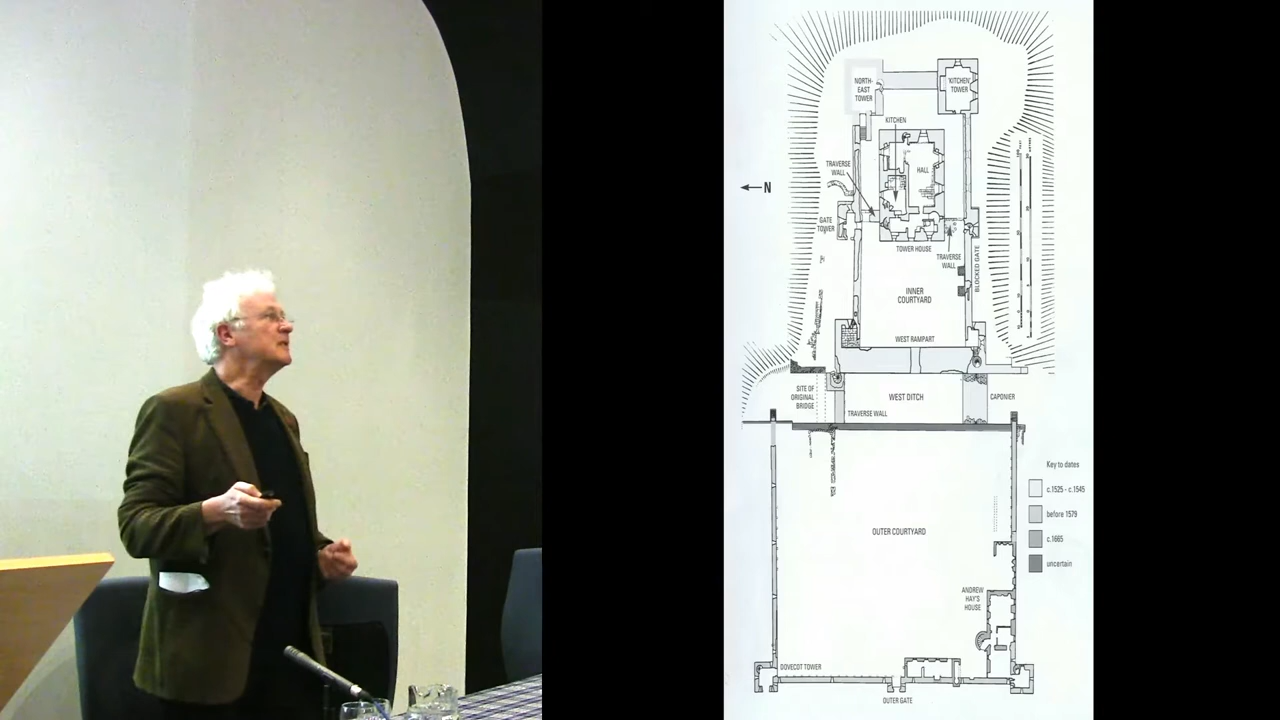 NORTH-
EAST
TOWER
'KITCHEN'
TOWER
KITCHEN
TRAVERSE
WALL
HALL
N
GATE
TOWER
TOWER HOUSE
TRAVERSE
WALL
BLOCKED GATE
INNER
COURTYARD
WEST RAMPART
SITE OF
ORIGINAL
BRIDGE
WEST DITCH
CAPONIER
TRAVERSE WALL
Key to dates
c.1525 - c.1545
before 1579
c.1665
uncertain
OUTER COURTYARD
ANDREW
HAY'S
HOUSE
DOVECOT TOWER
OUTER GATE